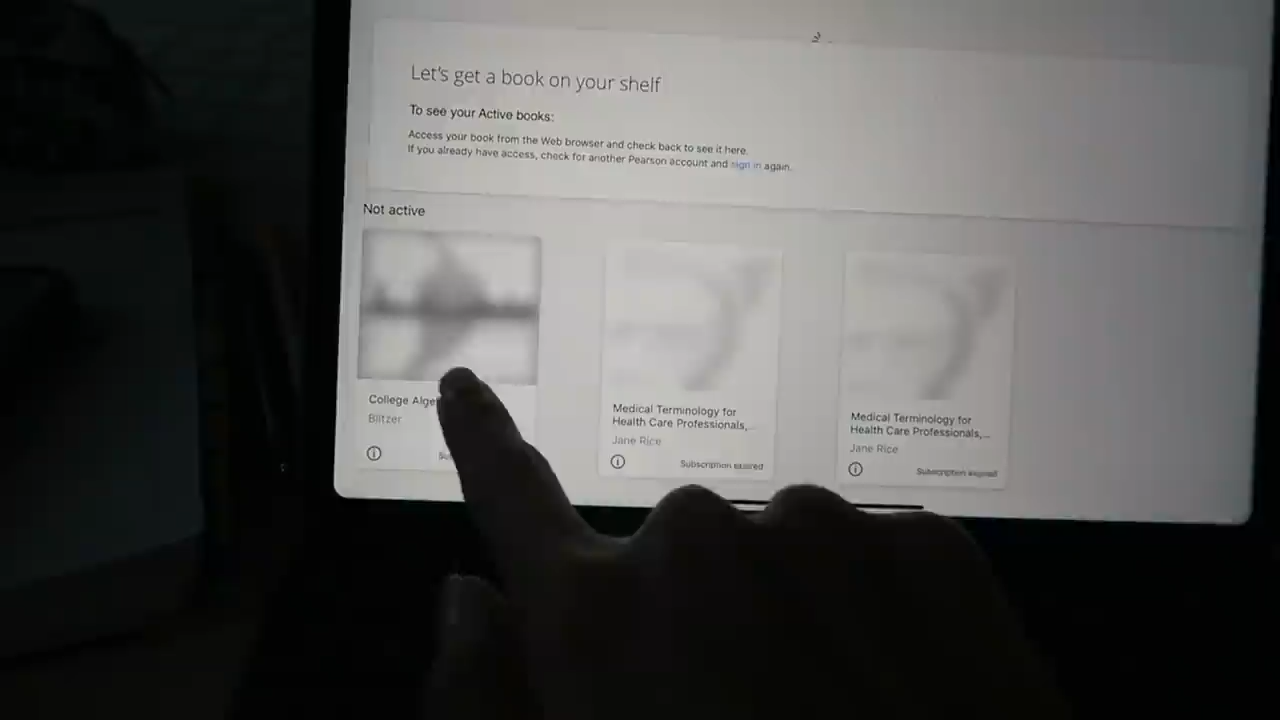 Let's get a book on your shelf
To see your Active books:
Access your book from the Web browser and check back to see it here.
If you already have access, check for another Pearson account and sign in again.
Not active
College
Blitzer
Medical Terminology for
Health Care Professionals,...
Jane Rice
Subscription expired
Medical Terminology for
Health Care Professionals,...
Jane Rice
Subscription expired